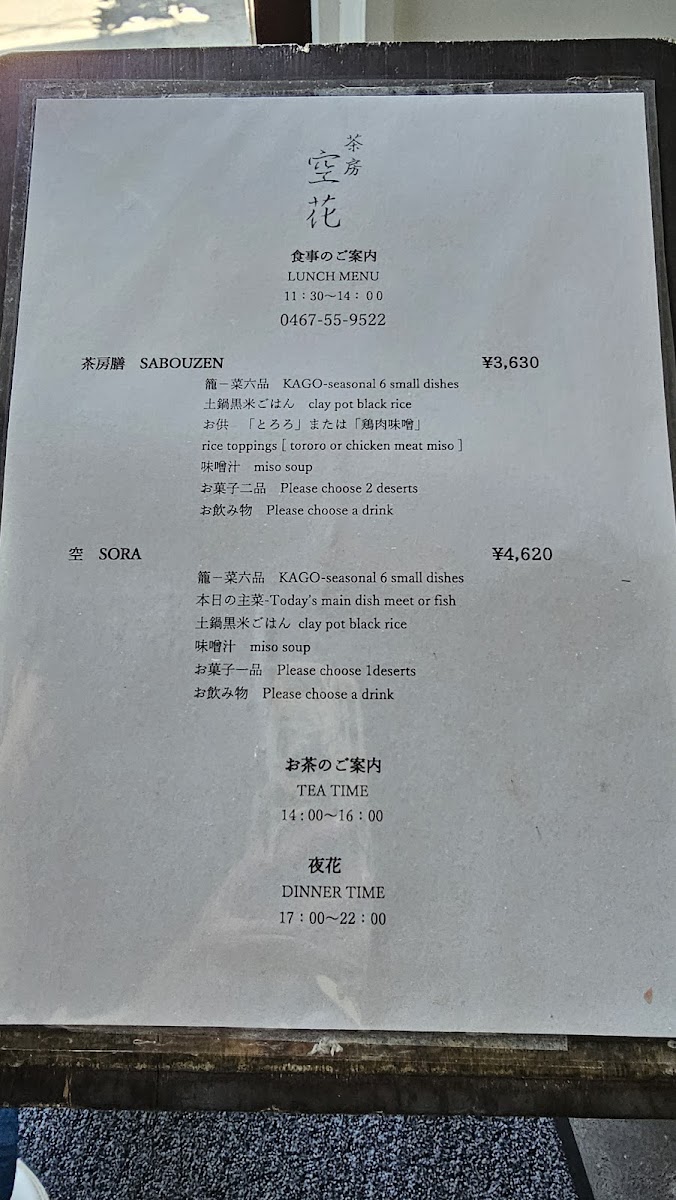 茶房
空花
食事のご案内
LUNCH MENU
11：30～14：00
0467-55-9522
茶房膳　SABOUZEN　¥3,630
籠－菜六品　KAGO-seasonal 6 small dishes
土鍋黒米ごはん　clay pot black rice
お供　「とろろ」または「鶏肉味噌」
rice toppings [ tororo or chicken meat miso ]
味噌汁　miso soup
お菓子二品　Please choose 2 deserts
お飲み物　Please choose a drink
空　SORA　¥4,620
籠－菜六品　KAGO-seasonal 6 small dishes
本日の主菜-Today's main dish meet or fish
土鍋黒米ごはん clay pot black rice
味噌汁　miso soup
お菓子一品　Please choose 1deserts
お飲み物　Please choose a drink
お茶のご案内
TEA TIME
14：00～16：00
夜花
DINNER TIME
17：00～22：00